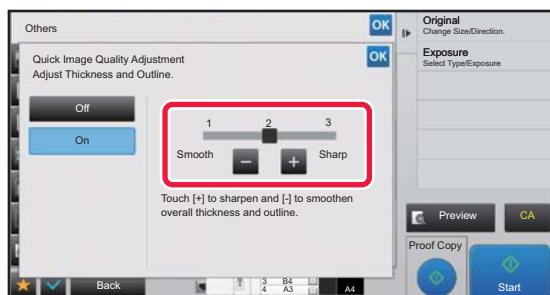 Others
OK
Original
Change Size/Direction.
Quick Image Quality Adjustment
Adjust Thickness and Outline.
OK
Exposure
Select Type/Exposure
Off
On
1 2 3
Smooth - + Sharp
Touch [+] to sharpen and [-] to smoothen
overall thickness and outline.
Preview
CA
Proof Copy
Start
Back
3 B4
4 A3
A4